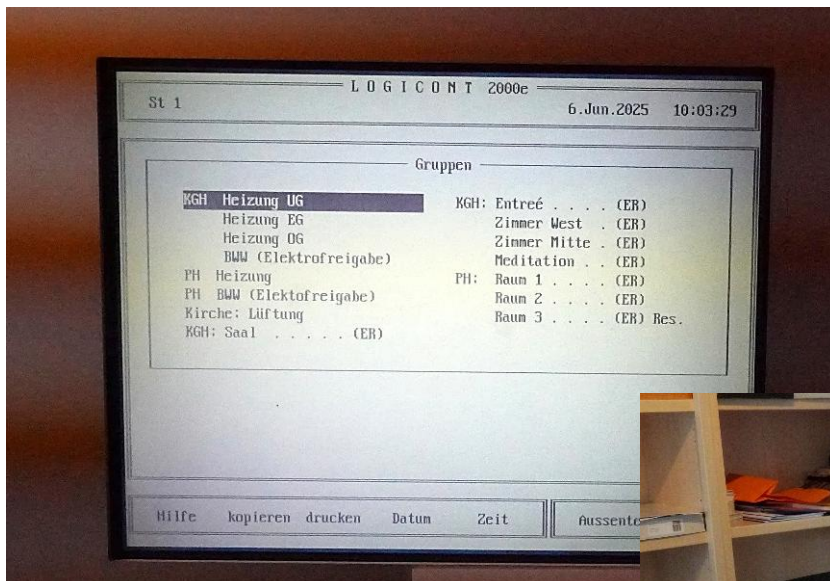 LOGICONT 2000e
St 1
6.Jun.2025 10:03:29
Gruppen
KGH Heizung UG
Heizung EG
Heizung OG
BWW (Elektrofreigabe)
PH Heizung
PH BWW (Elektofreigabe)
Kirche: Lüftung
KGH: Saal . . . . . (ER)
KGH: Entreé . . . . (ER)
Zimmer West . (ER)
Zimmer Mitte . (ER)
Meditation . . (ER)
PH: Raum 1 . . . . (ER)
Raum 2 . . . . (ER)
Raum 3 . . . . (ER) Res.
Hilfe kopieren drucken Datum Zeit